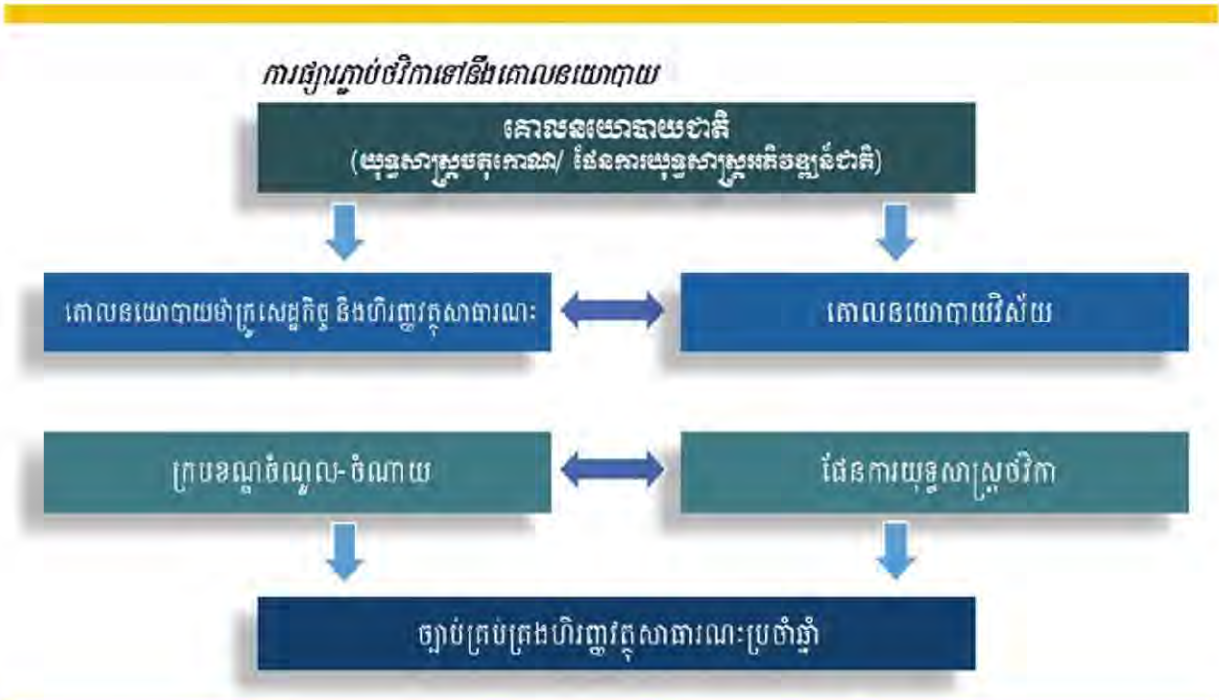 ការផ្សារភ្ជាប់ថវិកាទៅនឹងគោលនយោបាយ
គោលនយោបាយជាតិ
(យុទ្ធសាស្ត្រចតុកោណ/ ផែនការយុទ្ធសាស្ត្រអភិវឌ្ឍន៍ជាតិ)
គោលនយោបាយម៉ាក្រូសេដ្ឋកិច្ច និងហិរញ្ញវត្ថុសាធារណៈ
គោលនយោបាយវិស័យ
ក្របខណ្ឌចំណូល-ចំណាយ
ផែនការយុទ្ធសាស្ត្រថវិកា
ច្បាប់គ្រប់គ្រងហិរញ្ញវត្ថុសាធារណៈប្រចាំឆ្នាំ